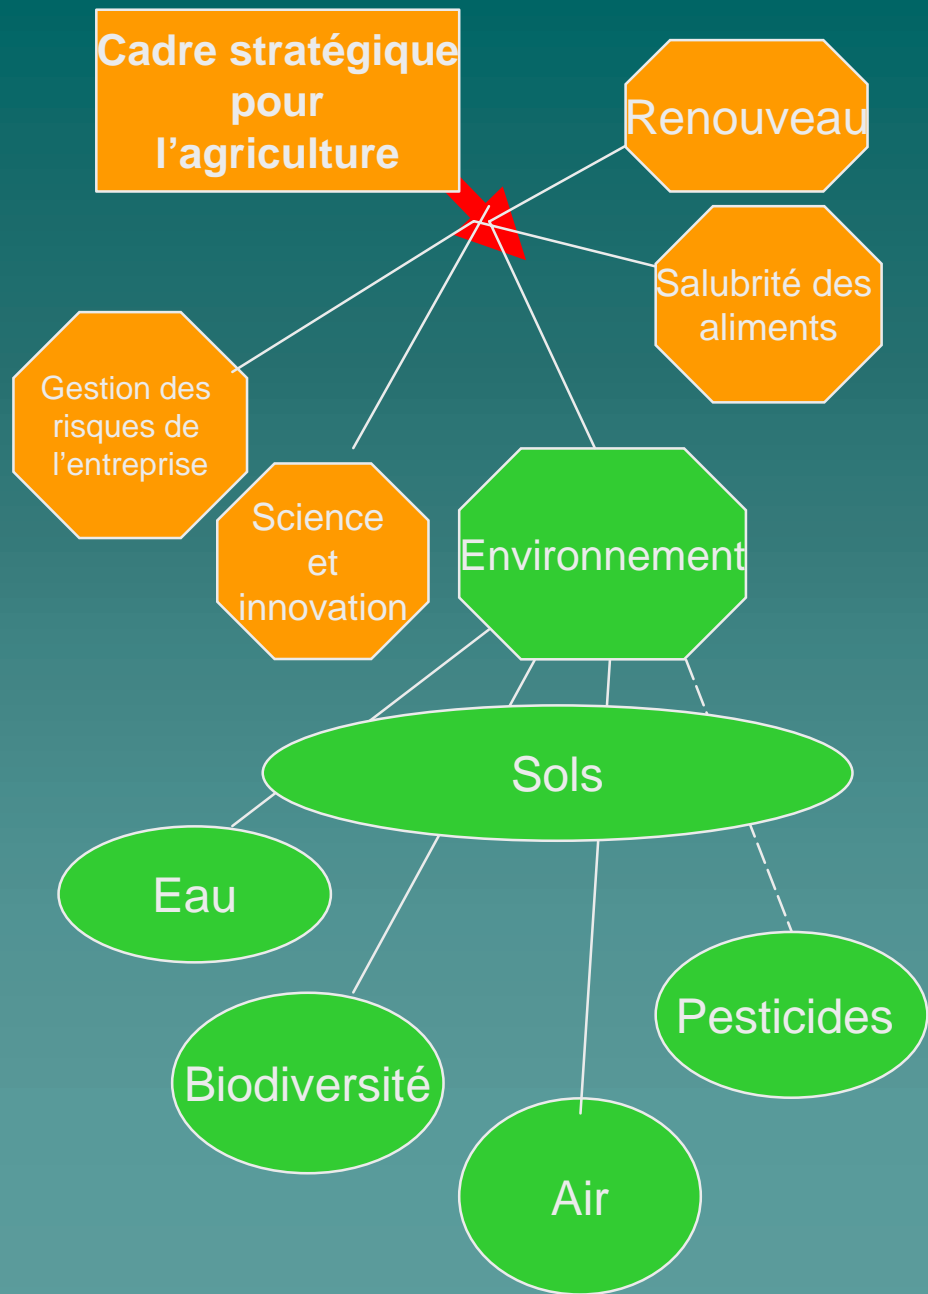 Cadre stratégique
pour
l’agriculture
Renouveau
Salubrité des
aliments
Gestion des
risques de
l’entreprise
Science
et
innovation
Environnement
Sols
Eau
Pesticides
Biodiversité
Air